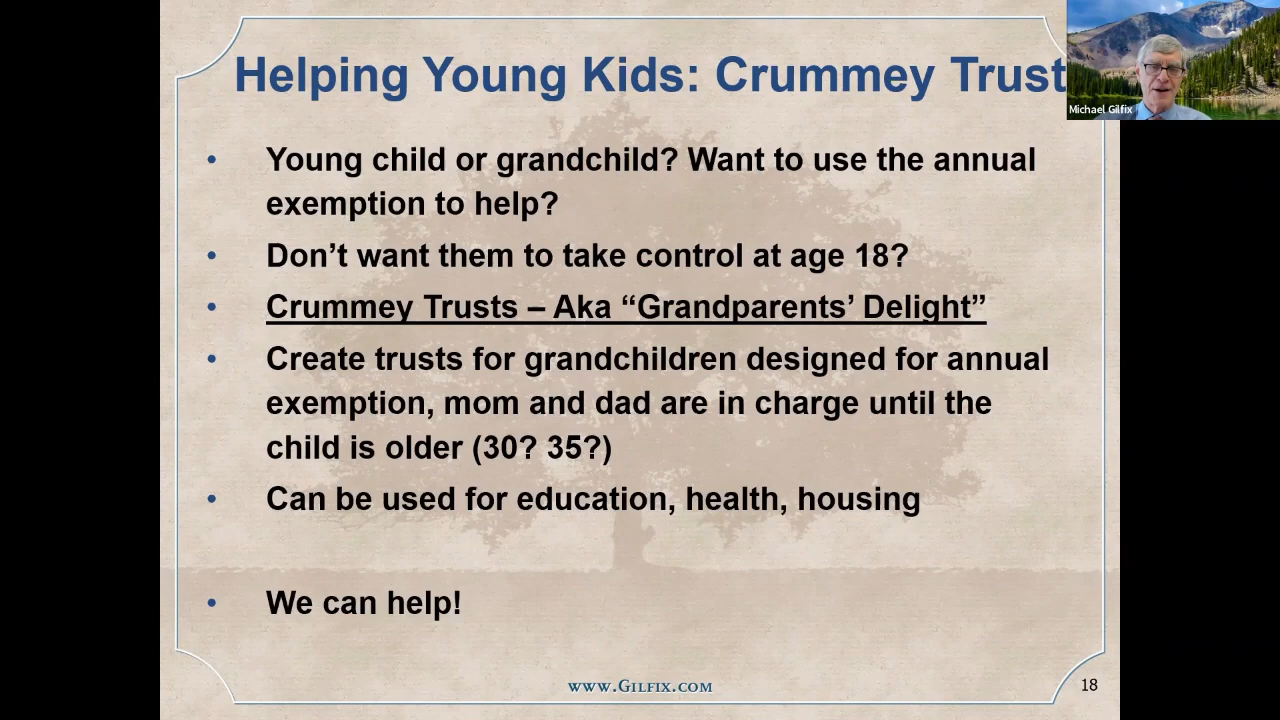 Helping Young Kids: Crummey Trust
Michael Gilfix
• Young child or grandchild? Want to use the annual
exemption to help?
• Don’t want them to take control at age 18?
• Crummey Trusts – Aka “Grandparents’ Delight”
• Create trusts for grandchildren designed for annual
exemption, mom and dad are in charge until the
child is older (30? 35?)
• Can be used for education, health, housing
• We can help!
www.Gilfix.com
18